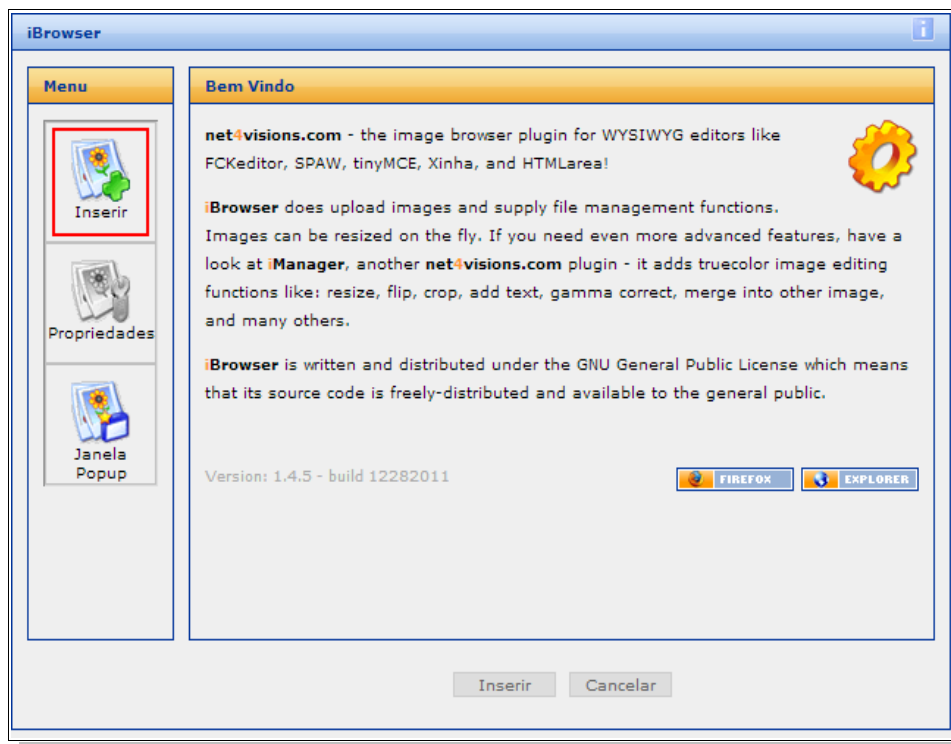 iBrowser
i
Menu
Inserir
Propriedades
Janela
Popup
Bem Vindo
net4visions.com - the image browser plugin for WYSIWYG editors like
FCKeditor, SPAW, tinyMCE, Xinha, and HTMLarea!
iBrowser does upload images and supply file management functions.
Images can be resized on the fly. If you need even more advanced features, have a
look at iManager, another net4visions.com plugin - it adds truecolor image editing
functions like: resize, flip, crop, add text, gamma correct, merge into other image,
and many others.
iBrowser is written and distributed under the GNU General Public License which means
that its source code is freely-distributed and available to the general public.
Version: 1.4.5 - build 12282011
FIREFOX
EXPLORER
Inserir
Cancelar